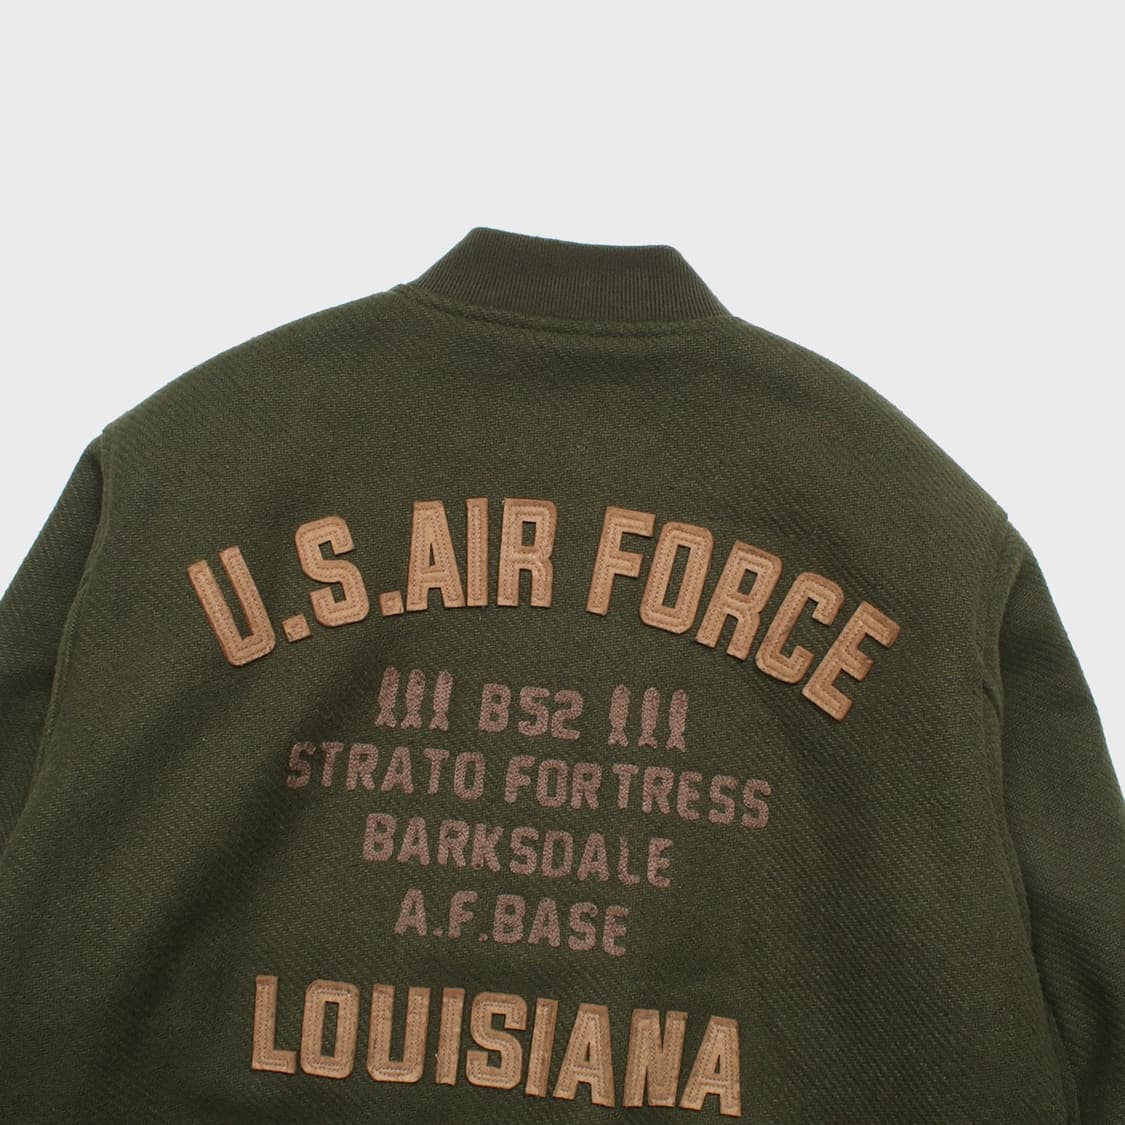 U.S.AIR FORCE
B52
STRATO FORTRESS
BARKSDALE
A.F.BASE
LOUISIANA